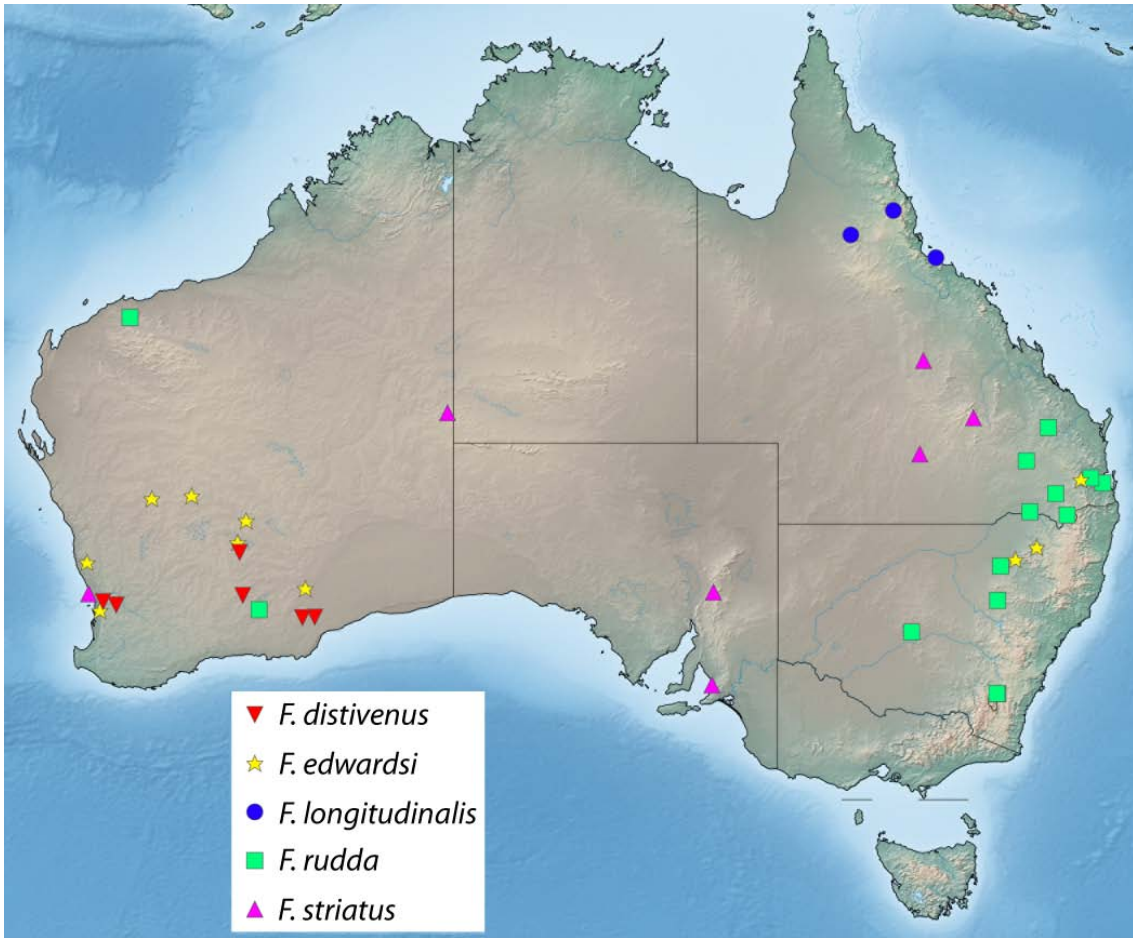 F. distivenus
F. edwardsi
F. longitudinalis
F. rudda
F. striatus